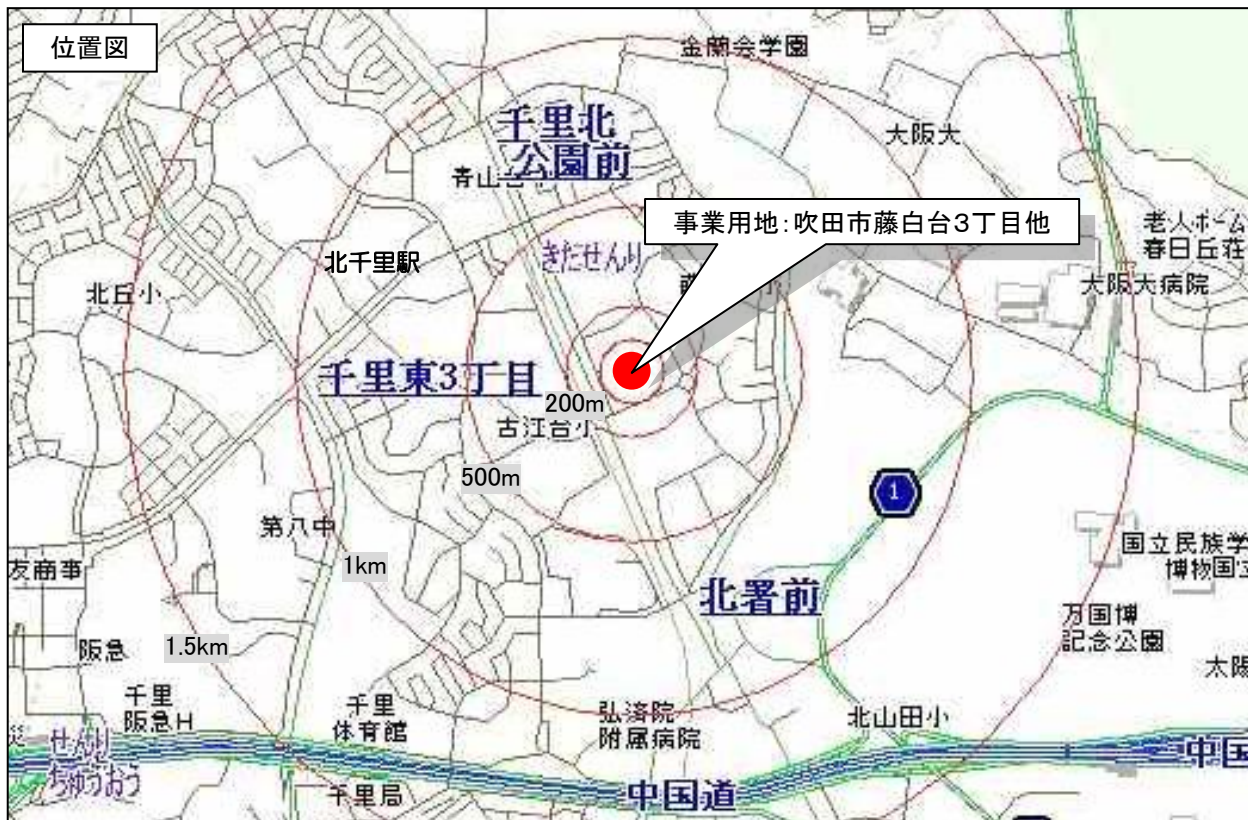 位置図
金蘭会学園
千里北
公園前
大阪大
青山台
事業用地:吹田市藤白台3丁目他
老人ホーム
春日丘荘
きたせんり
北千里駅
大阪大病院
北丘小
千里東3丁目
200m
古江台小
500m
1
第八中
国立民族学
博物国立
友商事
1km
北署前
万国博
記念公園
1.5km
阪急
太陽
千里
阪急H
千里
体育館
弘済院
附属病院
北山田小
せんり
ちゅうおう
中国
千里局
中国道